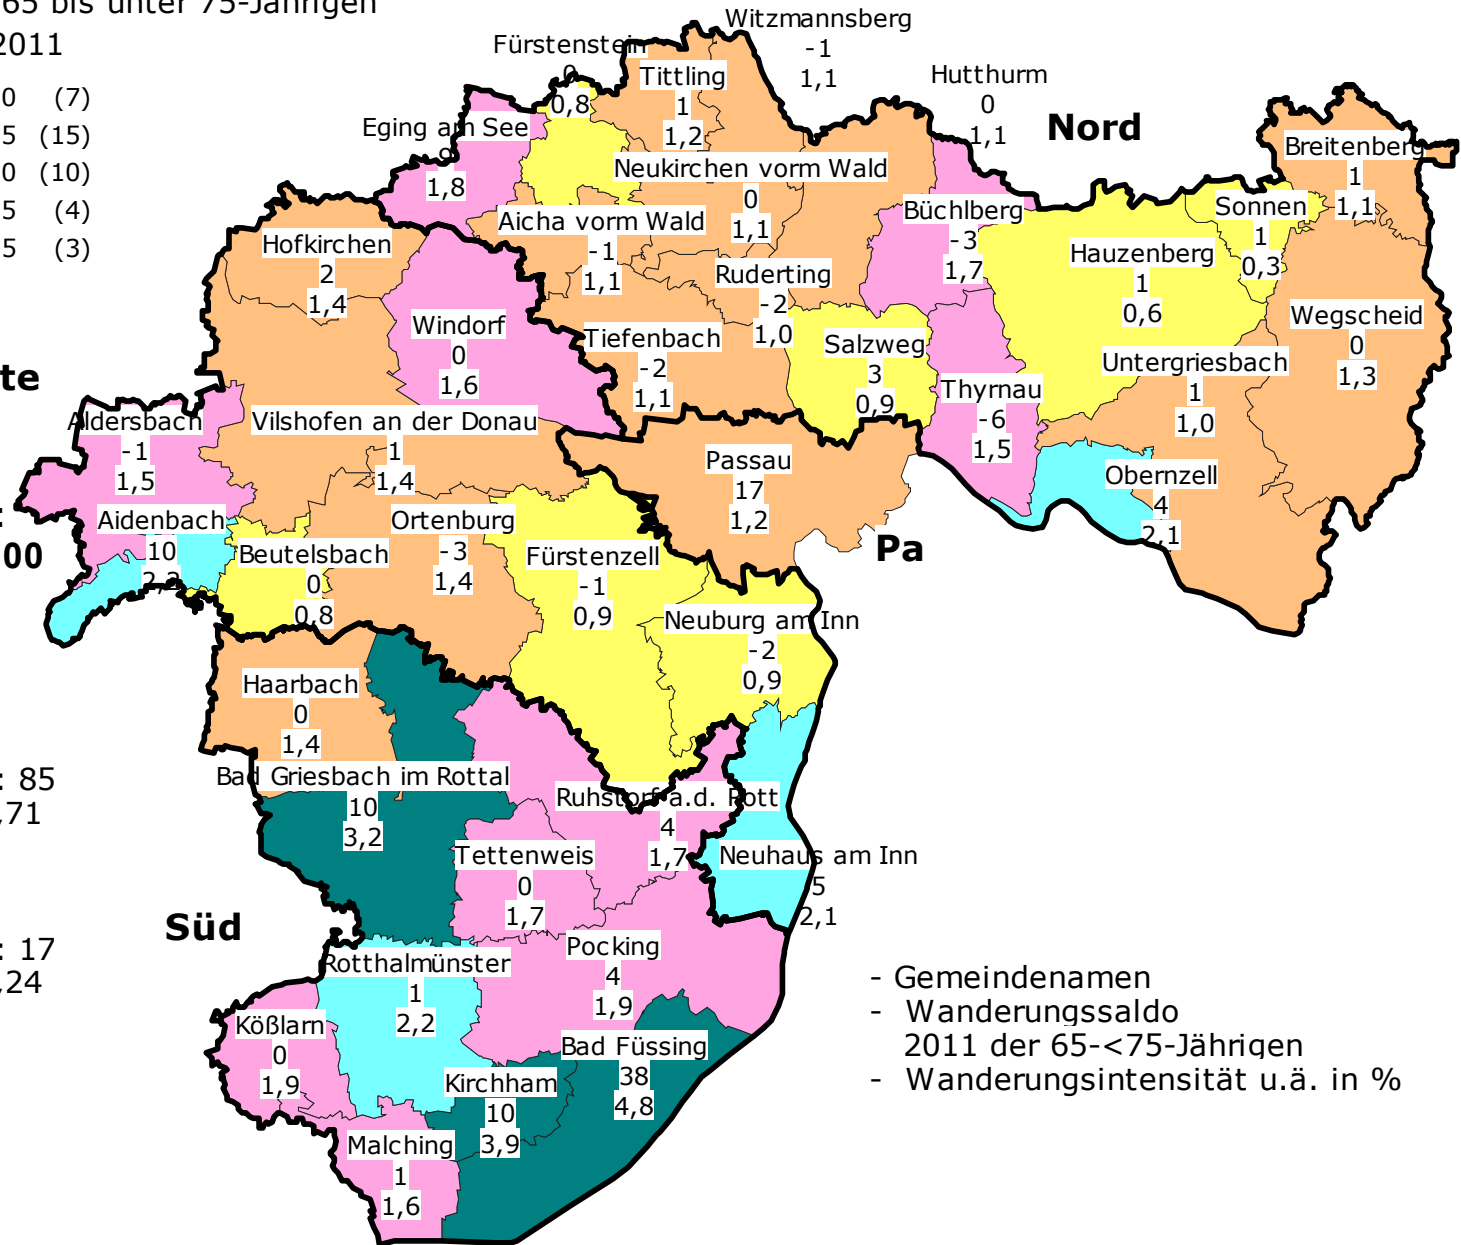 65 bis unter 75-Jährigen
2011
0 (7)
5 (15)
0 (10)
5 (4)
5 (3)
Fürstenstein
0
0,8
Tittling
1
1,2
Witzmannsberg
-1
1,1
Hutthurm
0
1,1
Nord
Eging am See
1,8
Neukirchen vorm Wald
0
1,1
Breitenberg
1
1,1
Aicha vorm Wald
-1
1,1
Büchlberg
-3
1,7
Sonnen
1
0,3
Hofkirchen
2
1,4
Ruderting
-2
1,0
Hauzenberg
1
0,6
Windorf
0
1,6
Tiefenbach
-2
1,1
Salzweg
3
0,9
Wegscheid
0
1,3
te
Thyrnau
-6
1,5
Untergriesbach
1
1,0
Aldersbach
-1
1,5
Vilshofen an der Donau
1
1,4
Passau
17
1,2
Obernzell
4
2,1
Aidenbach
10
2,2
:
00
Beutelsbach
0
0,8
Ortenburg
-3
1,4
Fürstenzell
-1
0,9
Pa
Neuburg am Inn
-2
0,9
Haarbach
0
1,4
: 85
,71
Bad Griesbach im Rottal
10
3,2
Ruhstorf a.d. Rott
4
1,7
Tettenweis
0
1,7
Neuhaus am Inn
5
2,1
Süd
: 17
,24
Pocking
4
1,9
Rotthalmünster
1
2,2
Kößlarn
0
1,9
Bad Füssing
38
4,8
Kirchham
10
3,9
Malching
1
1,6
- Gemeindenamen
- Wanderungssaldo
2011 der 65-<75-Jährigen
- Wanderungsintensität u.ä. in %